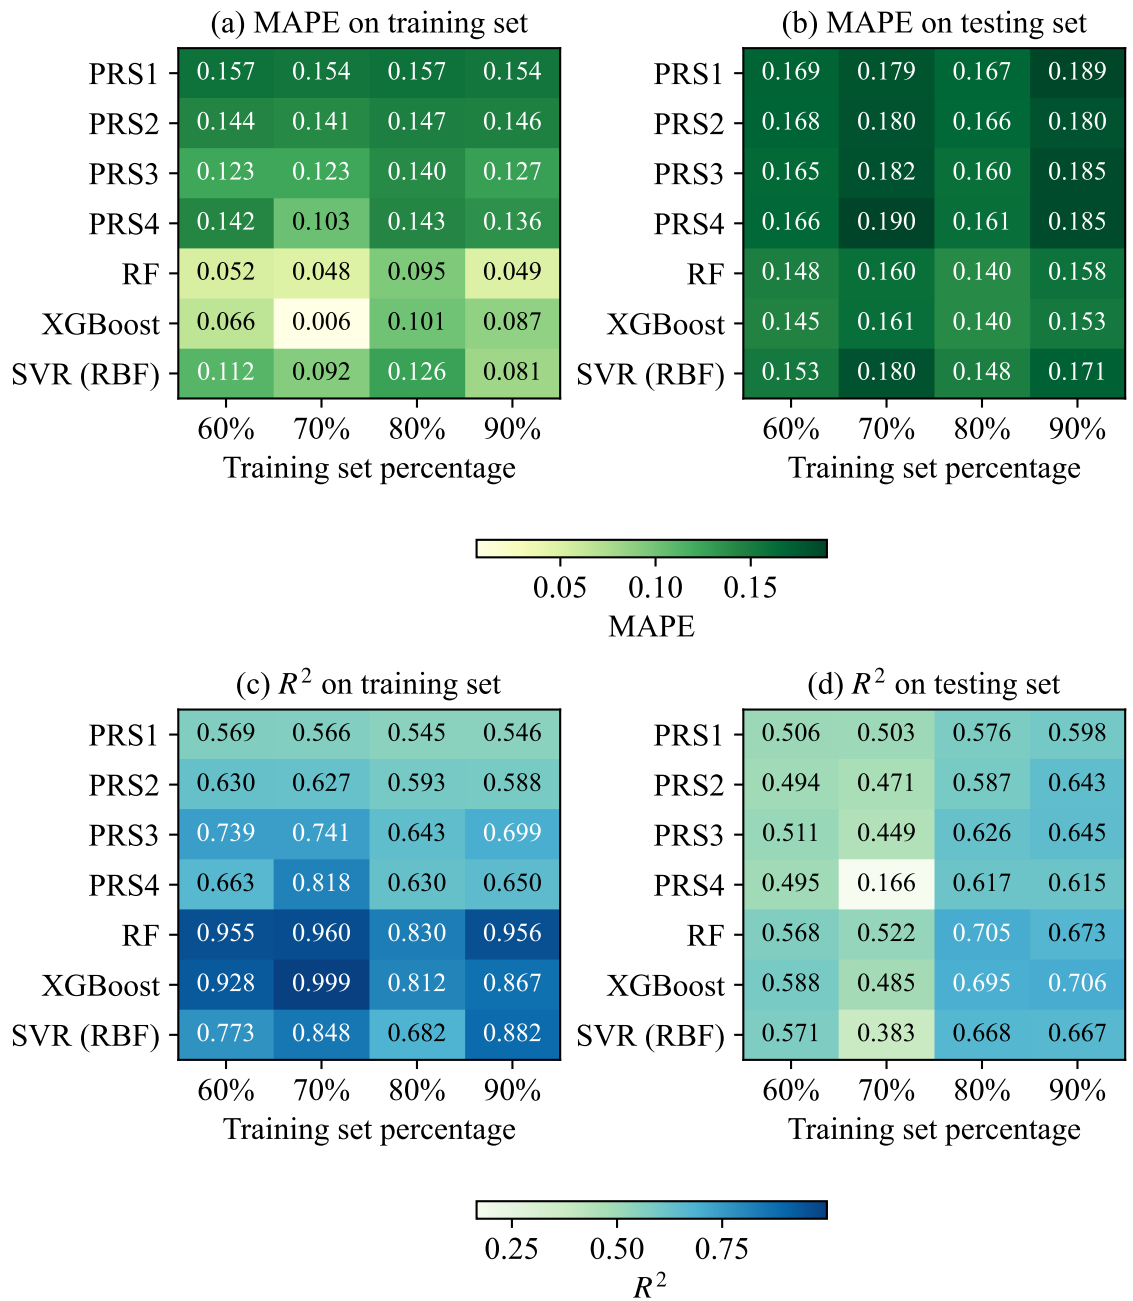 (a) MAPE on training set
PRS1 0.157 0.154 0.157 0.154
PRS2 0.144 0.141 0.147 0.146
PRS3 0.123 0.123 0.140 0.127
PRS4 0.142 0.103 0.143 0.136
RF 0.052 0.048 0.095 0.049
XGBoost 0.066 0.006 0.101 0.087
SVR (RBF) 0.112 0.092 0.126 0.081
60% 70% 80% 90%
Training set percentage
(b) MAPE on testing set
PRS1 0.169 0.179 0.167 0.189
PRS2 0.168 0.180 0.166 0.180
PRS3 0.165 0.182 0.160 0.185
PRS4 0.166 0.190 0.161 0.185
RF 0.148 0.160 0.140 0.158
XGBoost 0.145 0.161 0.140 0.153
SVR (RBF) 0.153 0.180 0.148 0.171
60% 70% 80% 90%
Training set percentage
0.05 0.10 0.15
MAPE
(c) R² on training set
PRS1 0.569 0.566 0.545 0.546
PRS2 0.630 0.627 0.593 0.588
PRS3 0.739 0.741 0.643 0.699
PRS4 0.663 0.818 0.630 0.650
RF 0.955 0.960 0.830 0.956
XGBoost 0.928 0.999 0.812 0.867
SVR (RBF) 0.773 0.848 0.682 0.882
60% 70% 80% 90%
Training set percentage
(d) R² on testing set
PRS1 0.506 0.503 0.576 0.598
PRS2 0.494 0.471 0.587 0.643
PRS3 0.511 0.449 0.626 0.645
PRS4 0.495 0.166 0.617 0.615
RF 0.568 0.522 0.705 0.673
XGBoost 0.588 0.485 0.695 0.706
SVR (RBF) 0.571 0.383 0.668 0.667
60% 70% 80% 90%
Training set percentage
0.25 0.50 0.75
R²